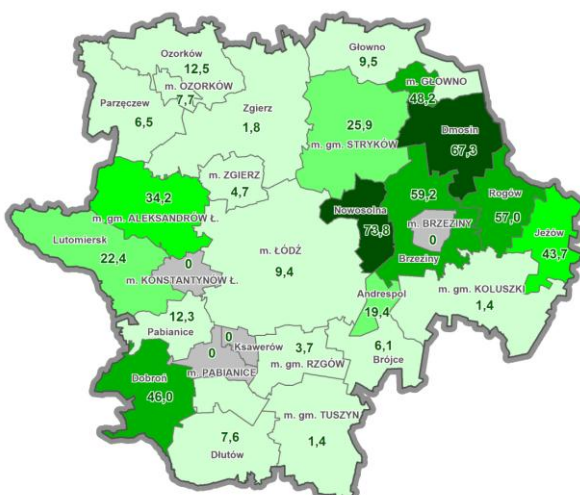 Ozorków
12,5
m. OZORKÓW
7,7
Parzęczew
6,5
Zgierz
1,8
Głowno
9,5
m. GŁOWNO
48,2
25,9
m. gm. STRYKÓW
Dmosin
67,3
34,2
m. gm. ALEKSANDRÓW Ł.
m. ZGIERZ
4,7
Nowosolna
73,8
59,2
m. BRZEZINY
0
Brzeziny
Rogów
57,0
Jeżów
43,7
Lutomiersk
22,4
0
m. KONSTANTYNÓW Ł.
m. ŁÓDŹ
9,4
Andrespol
19,4
m. gm. KOLUSZKI
1,4
12,3
Pabianice
0
Ksawerów
0
m. PABIANICE
3,7
m. gm. RZGÓW
6,1
Brójce
Dobroń
46,0
7,6
Dłutów
m. gm. TUSZYN
1,4